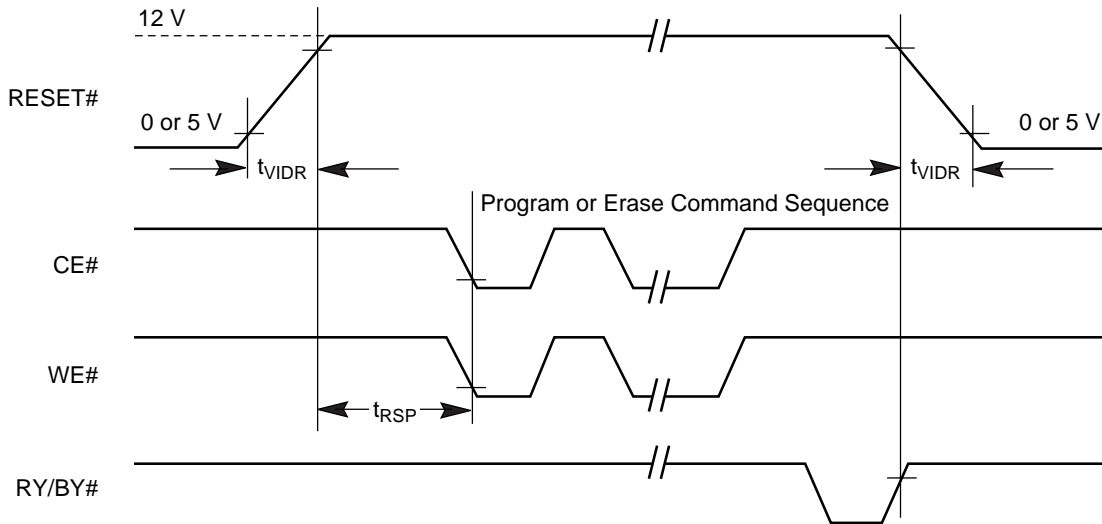 12 V
RESET#
0 or 5 V
0 or 5 V
tVIDR
tVIDR
Program or Erase Command Sequence
CE#
WE#
tRSP
RY/BY#